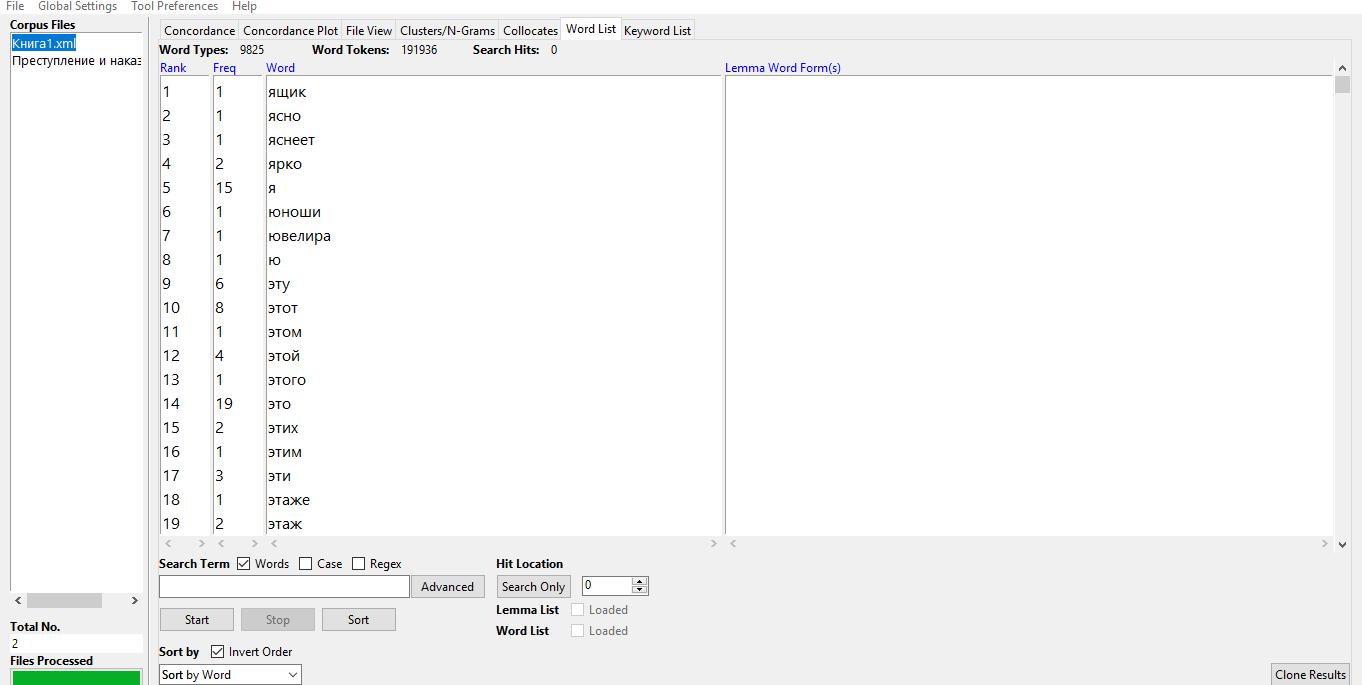 File Global Settings Tool Preferences Help
Corpus Files
Книга1.xml
Преступление и наказ
Total No.
2
Files Processed
Concordance Concordance Plot File View Clusters/N-Grams Collocates Word List Keyword List
Word Types: 9825 Word Tokens: 191936 Search Hits: 0
Rank Freq Word Lemma Word Form(s)
1 1 ящик
2 1 ясно
3 1 яснеет
4 2 ярко
5 15 я
6 1 юноши
7 1 ювелира
8 1 ю
9 6 эту
10 8 этот
11 1 этом
12 4 этой
13 1 этого
14 19 это
15 2 этих
16 1 этим
17 3 эти
18 1 этаже
19 2 этаж
Search Term Words Case Regex Hit Location
Advanced Search Only 0
Start Stop Sort Lemma List Loaded
Word List Loaded
Sort by Invert Order
Sort by Word Clone Results